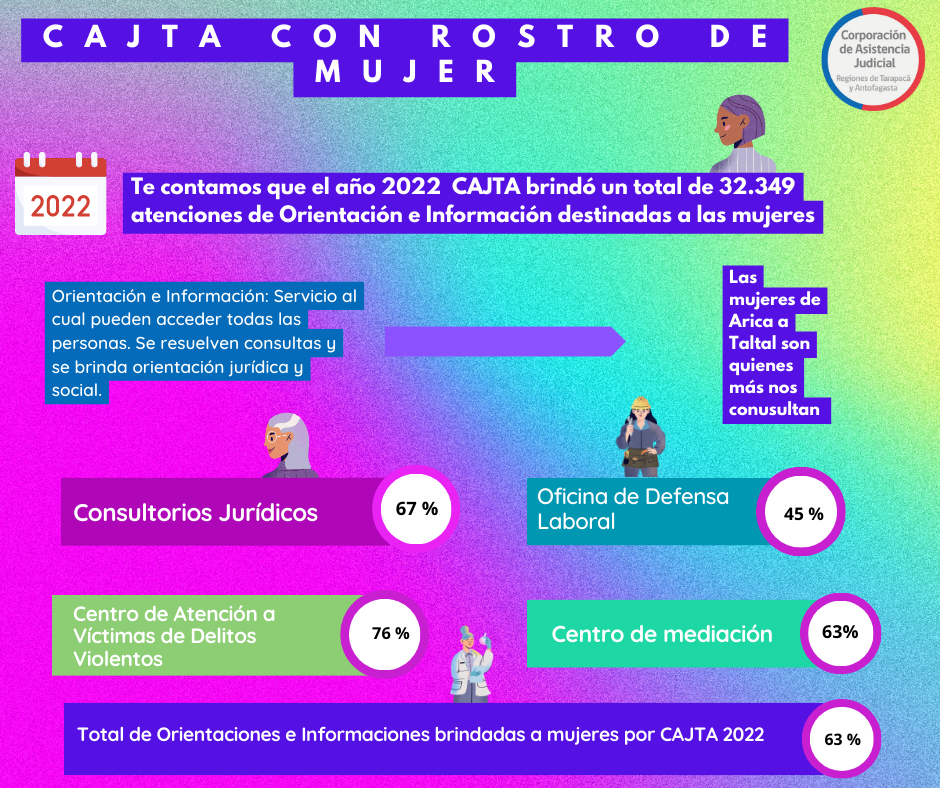 CAJTA CON ROSTRO DE
MUJER
Corporación
de Asistencia
Judicial
Regiones de Tarapacá
y Antofagasta
2022
Te contamos que el año 2022 CAJTA brindó un total de 32.349
atenciones de Orientación e Información destinadas a las mujeres
Orientación e Información: Servicio al
cual pueden acceder todas las
personas. Se resuelven consultas y
se brinda orientación jurídica y
social.
Las
mujeres de
Arica a
Taltal son
quienes
más nos
conusultan
Consultorios Jurídicos
67 %
Oficina de Defensa
Laboral
45 %
Centro de Atención a
Víctimas de Delitos
Violentos
76 %
Centro de mediación
63%
Total de Orientaciones e Informaciones brindadas a mujeres por CAJTA 2022
63 %